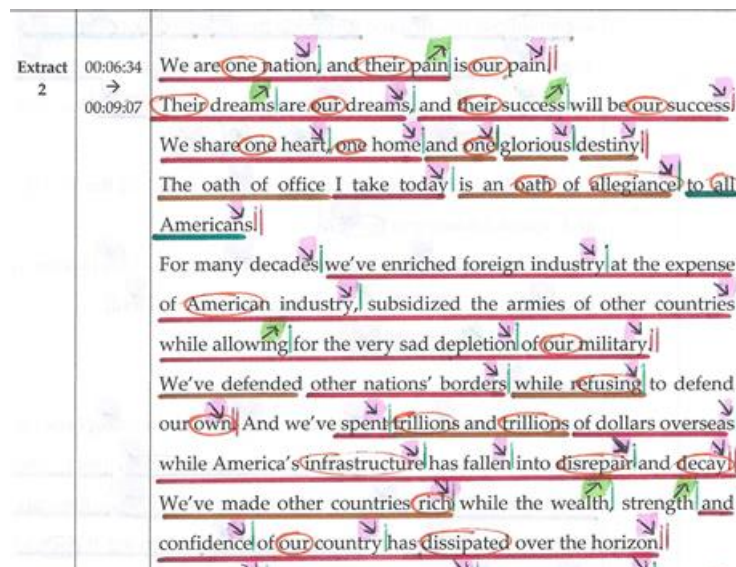 Extract 2
00:06:34 → 00:09:07
We are one nation, and their pain is our pain.
Their dreams are our dreams, and their success will be our success.
We share one heart, one home and one glorious destiny.
The oath of office I take today is an oath of allegiance to all
Americans.
For many decades we've enriched foreign industry at the expense
of American industry, subsidized the armies of other countries
while allowing for the very sad depletion of our military.
We've defended other nations' borders while refusing to defend
our own. And we've spent trillions and trillions of dollars overseas
while America's infrastructure has fallen into disrepair and decay.
We've made other countries rich while the wealth, strength and
confidence of our country has dissipated over the horizon.